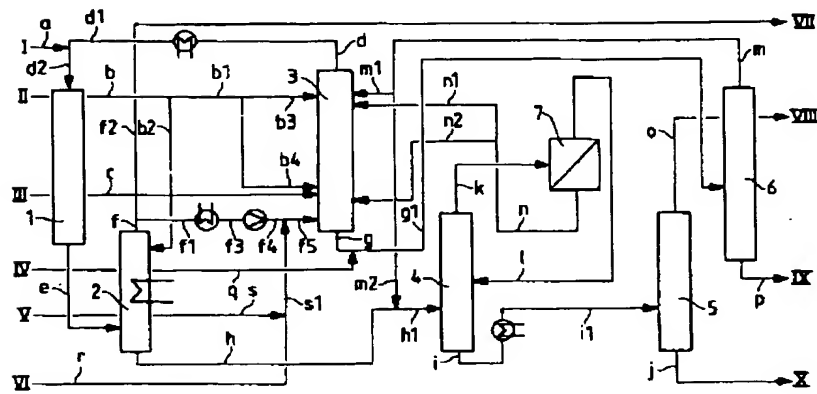 d1
VII
I a
d
m
d2
3
m1
II b b1
n1
7
b3
n2
VIII
f2 b2
o
6
b4
III c
k
1
g1
n
f
g
f1 f3 f4 f5
l
IV q
m2
4
p IX
e
2
V s
s1
h1
i1
5
h
i
VI r
j X